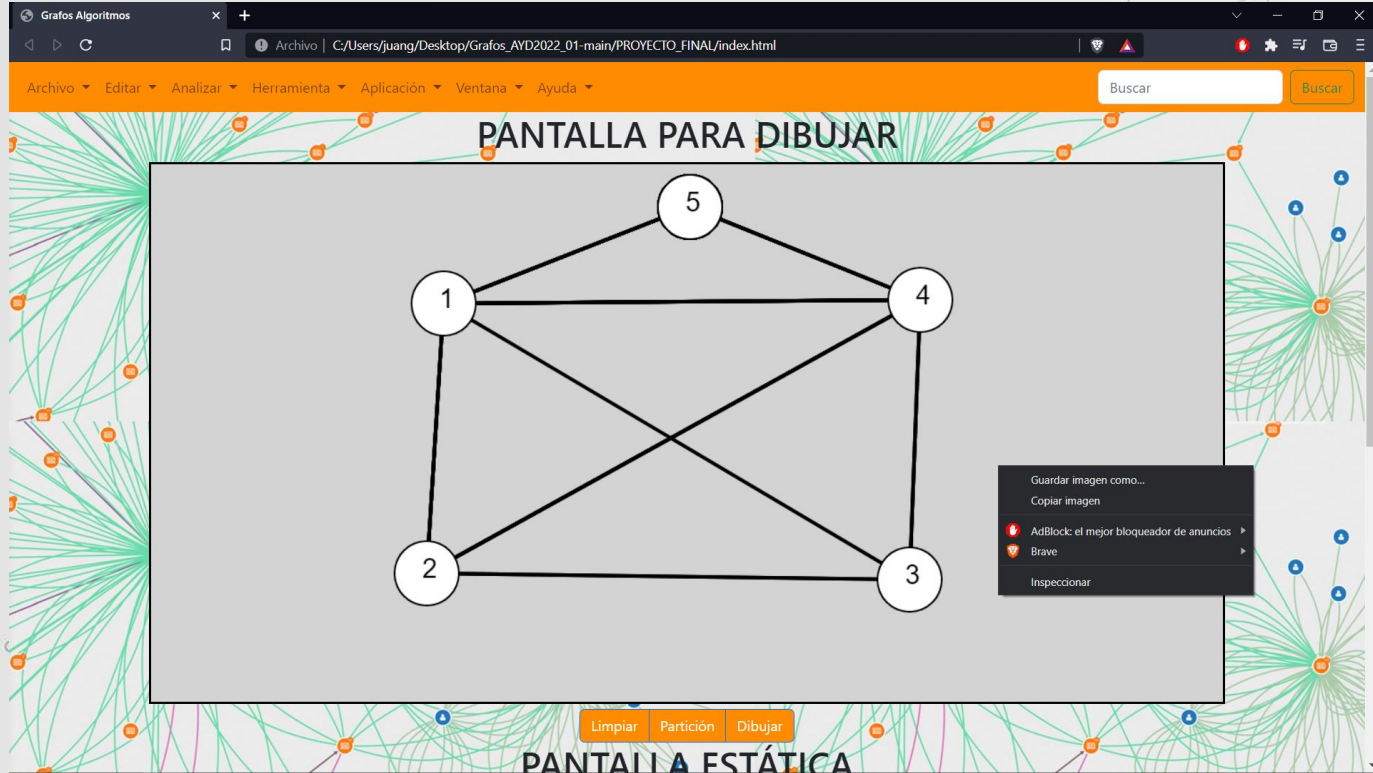 Grafos Algoritmos
Archivo | C:/Users/juang/Desktop/Grafos_AYD2022_01-main/PROYECTO_FINAL/index.html
Archivo Editar Analizar Herramienta Aplicación Ventana Ayuda Buscar Buscar
PANTALLA PARA DIBUJAR
5
1
4
2
3
Guardar imagen como...
Copiar imagen
AdBlock: el mejor bloqueador de anuncios
Brave
Inspeccionar
Limpiar Partición Dibujar
PANTALLA ESTÁTICA